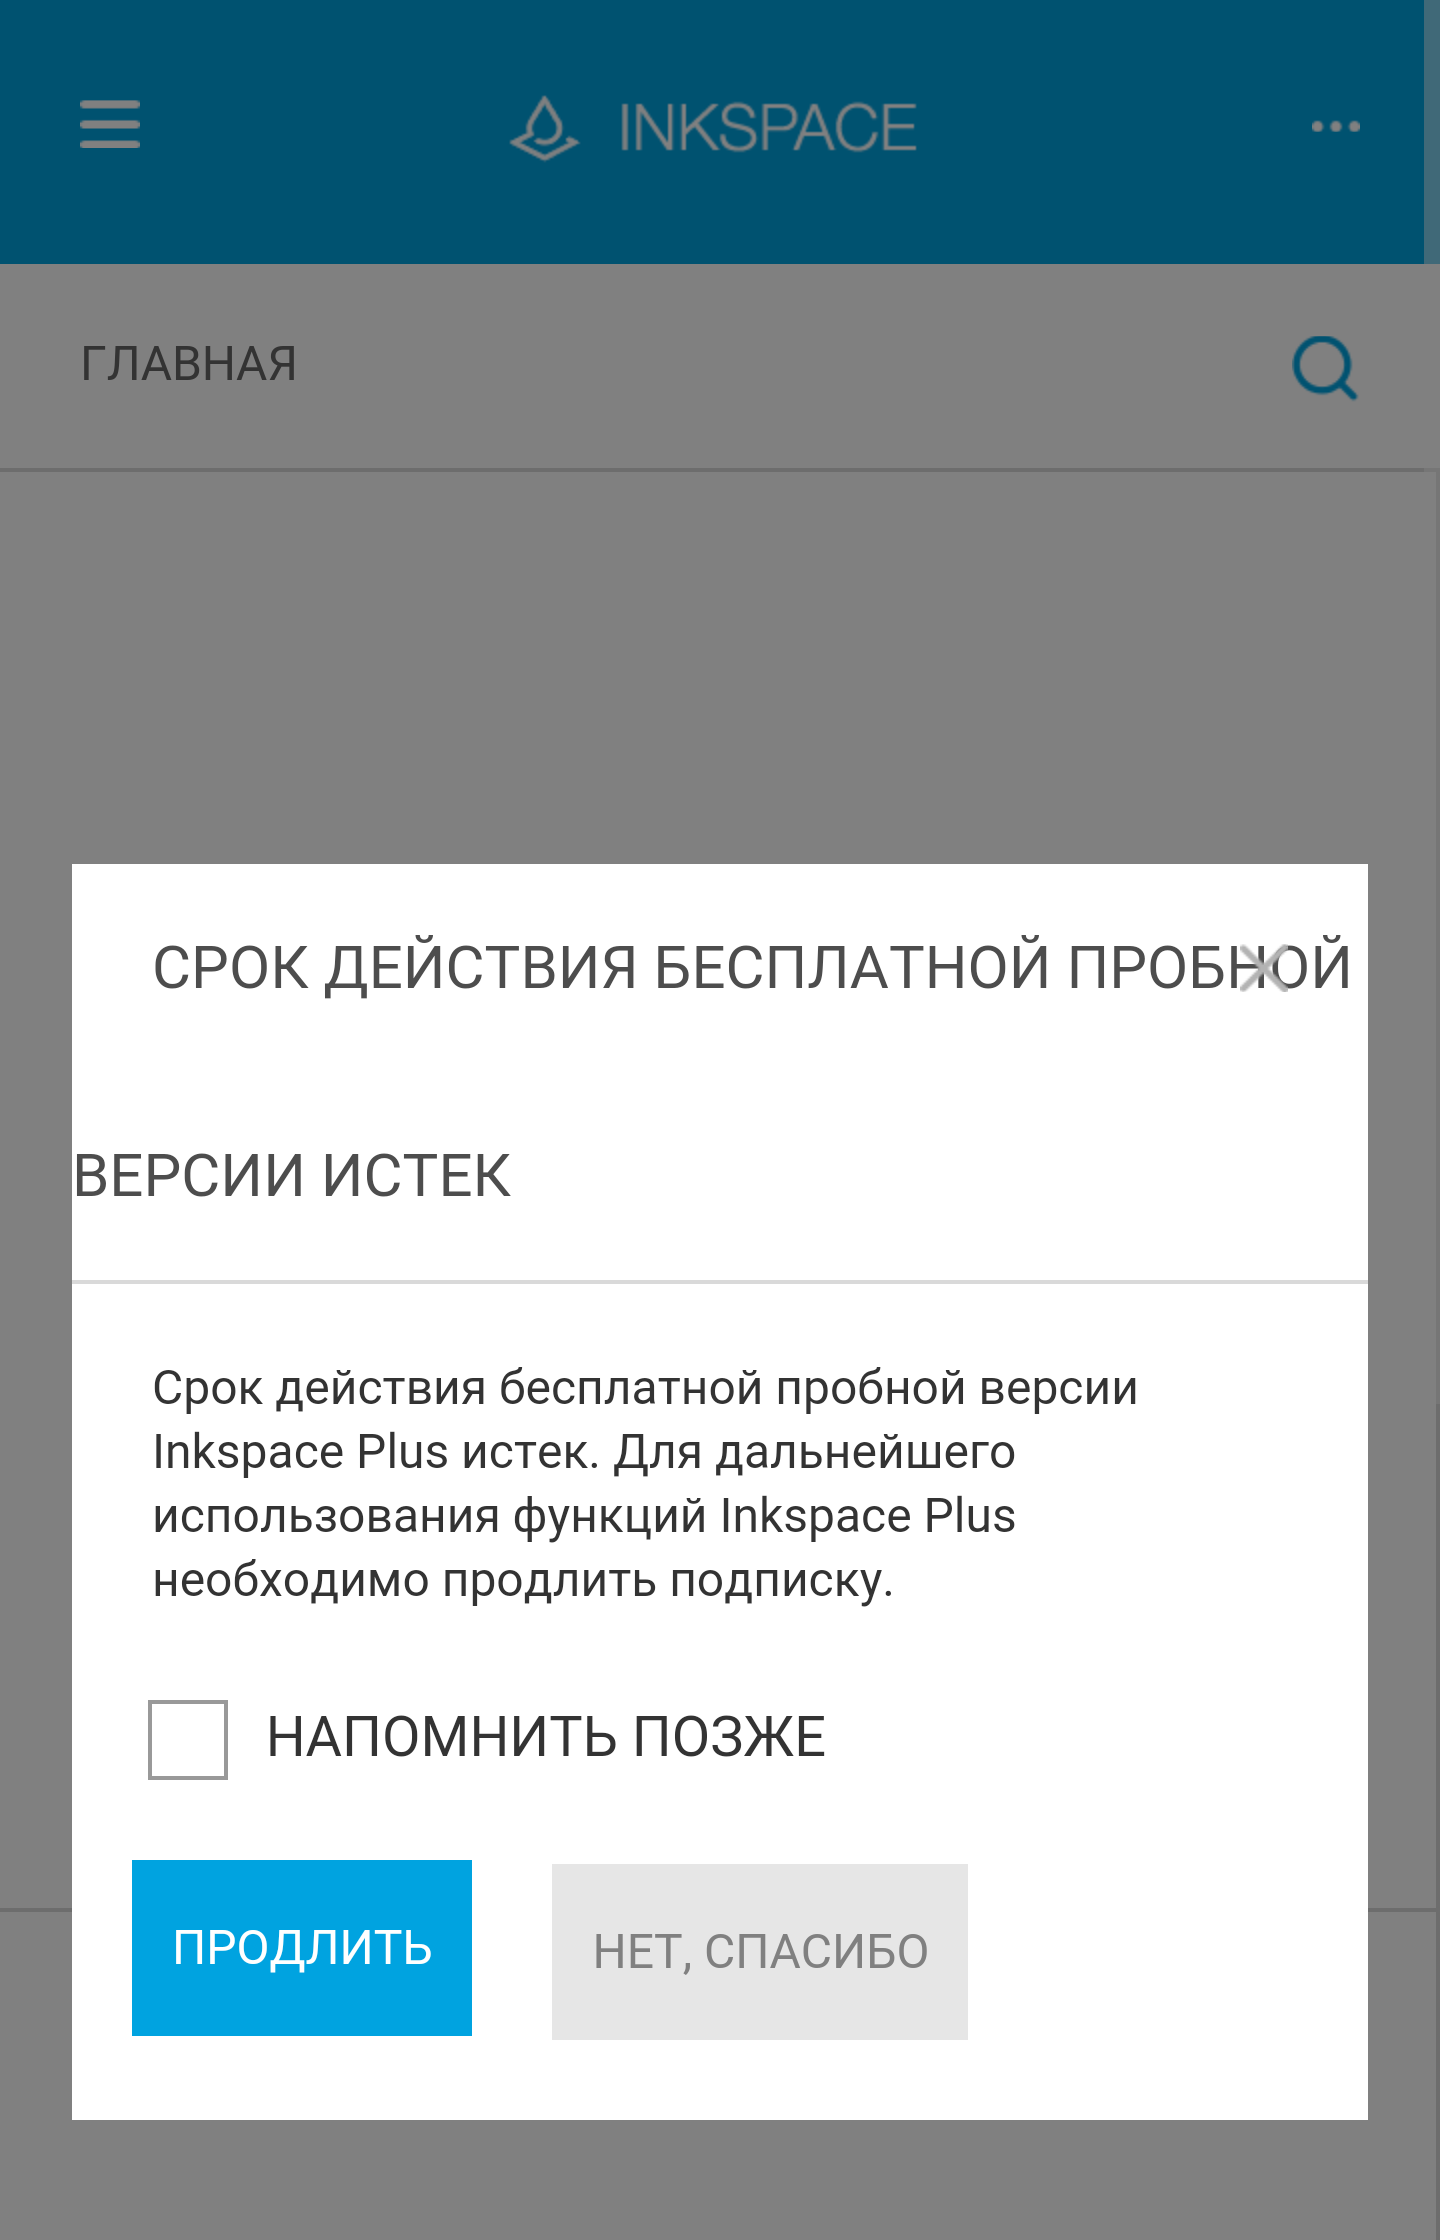 INKSPACE
ГЛАВНАЯ
СРОК ДЕЙСТВИЯ БЕСПЛАТНОЙ ПРОБНОЙ
ВЕРСИИ ИСТЕК
Срок действия бесплатной пробной версии
Inkspace Plus истек. Для дальнейшего
использования функций Inkspace Plus
необходимо продлить подписку.
НАПОМНИТЬ ПОЗЖЕ
ПРОДЛИТЬ
НЕТ, СПАСИБО